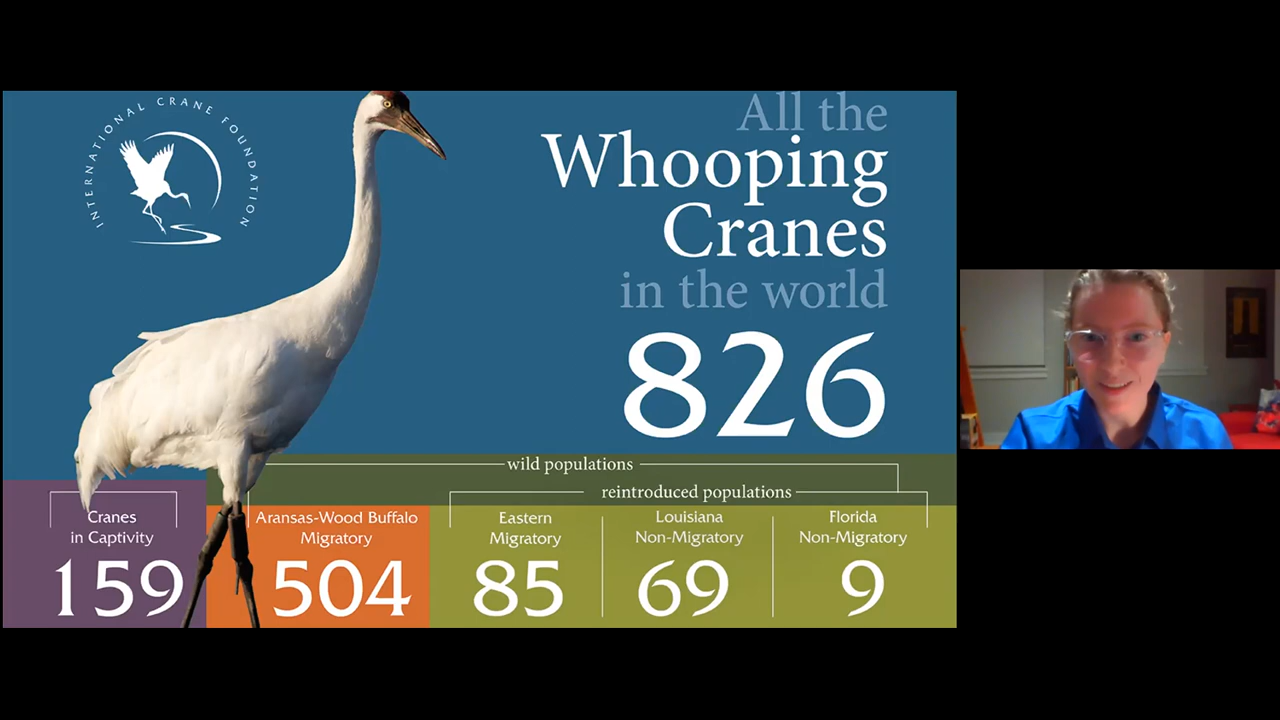 INTERNATIONAL CRANE FOUNDATION
All the
Whooping
Cranes
in the world
826
wild populations
reintroduced populations
Cranes
in Captivity
159
Aransas-Wood Buffalo
Migratory
504
Eastern
Migratory
85
Louisiana
Non-Migratory
69
Florida
Non-Migratory
9